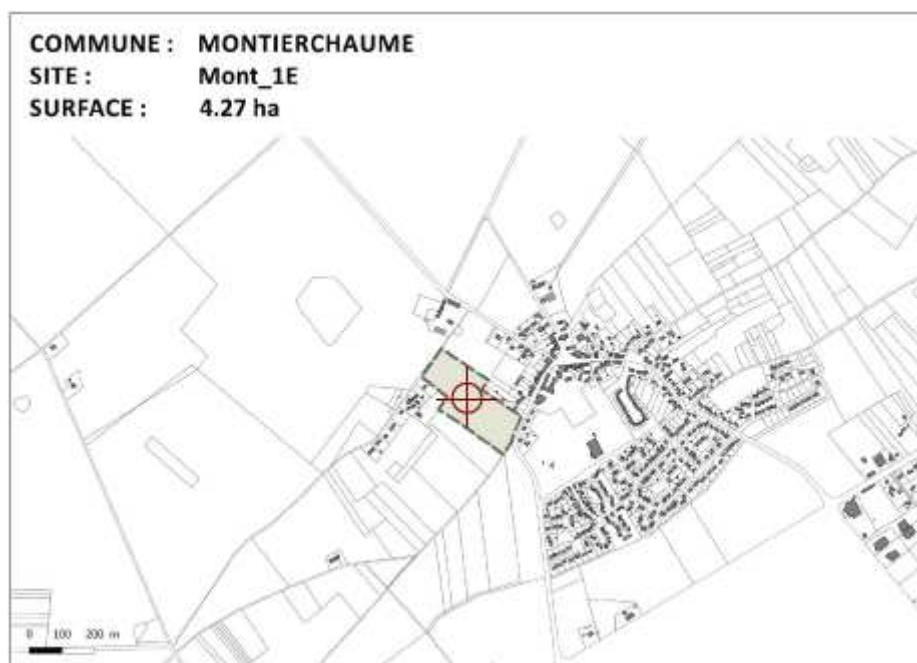 COMMUNE : MONTIERCHAUME
SITE : Mont_1E
SURFACE : 4.27 ha
0 100 200 m